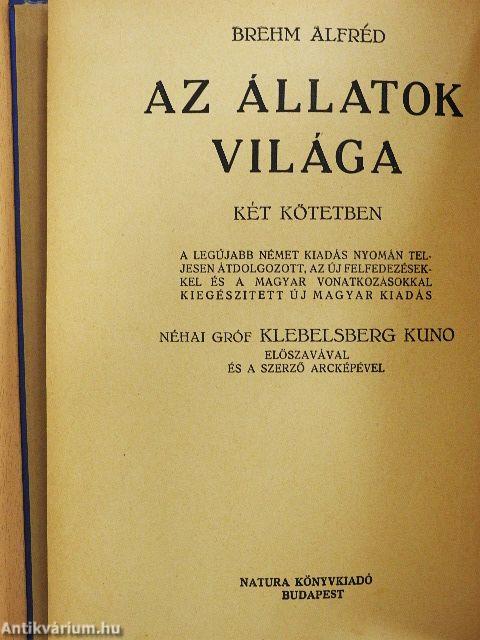 BREHM ALFRÉD
AZ ÁLLATOK
VILÁGA
KÉT KÖTETBEN
A LEGÚJABB NÉMET KIADÁS NYOMÁN TEL-
JESEN ÁTDOLGOZOTT, AZ ÚJ FELFEDEZÉSEK-
KEL ÉS A MAGYAR VONATKOZÁSOKKAL
KIEGÉSZITETT ÚJ MAGYAR KIADÁS
NÉHAI GRÓF KLEBELSBERG KUNO
ELŐSZAVÁVAL
ÉS A SZERZŐ ARCKÉPÉVEL
NATURA KÖNYVKIADÓ
BUDAPEST
Antikvárium.hu